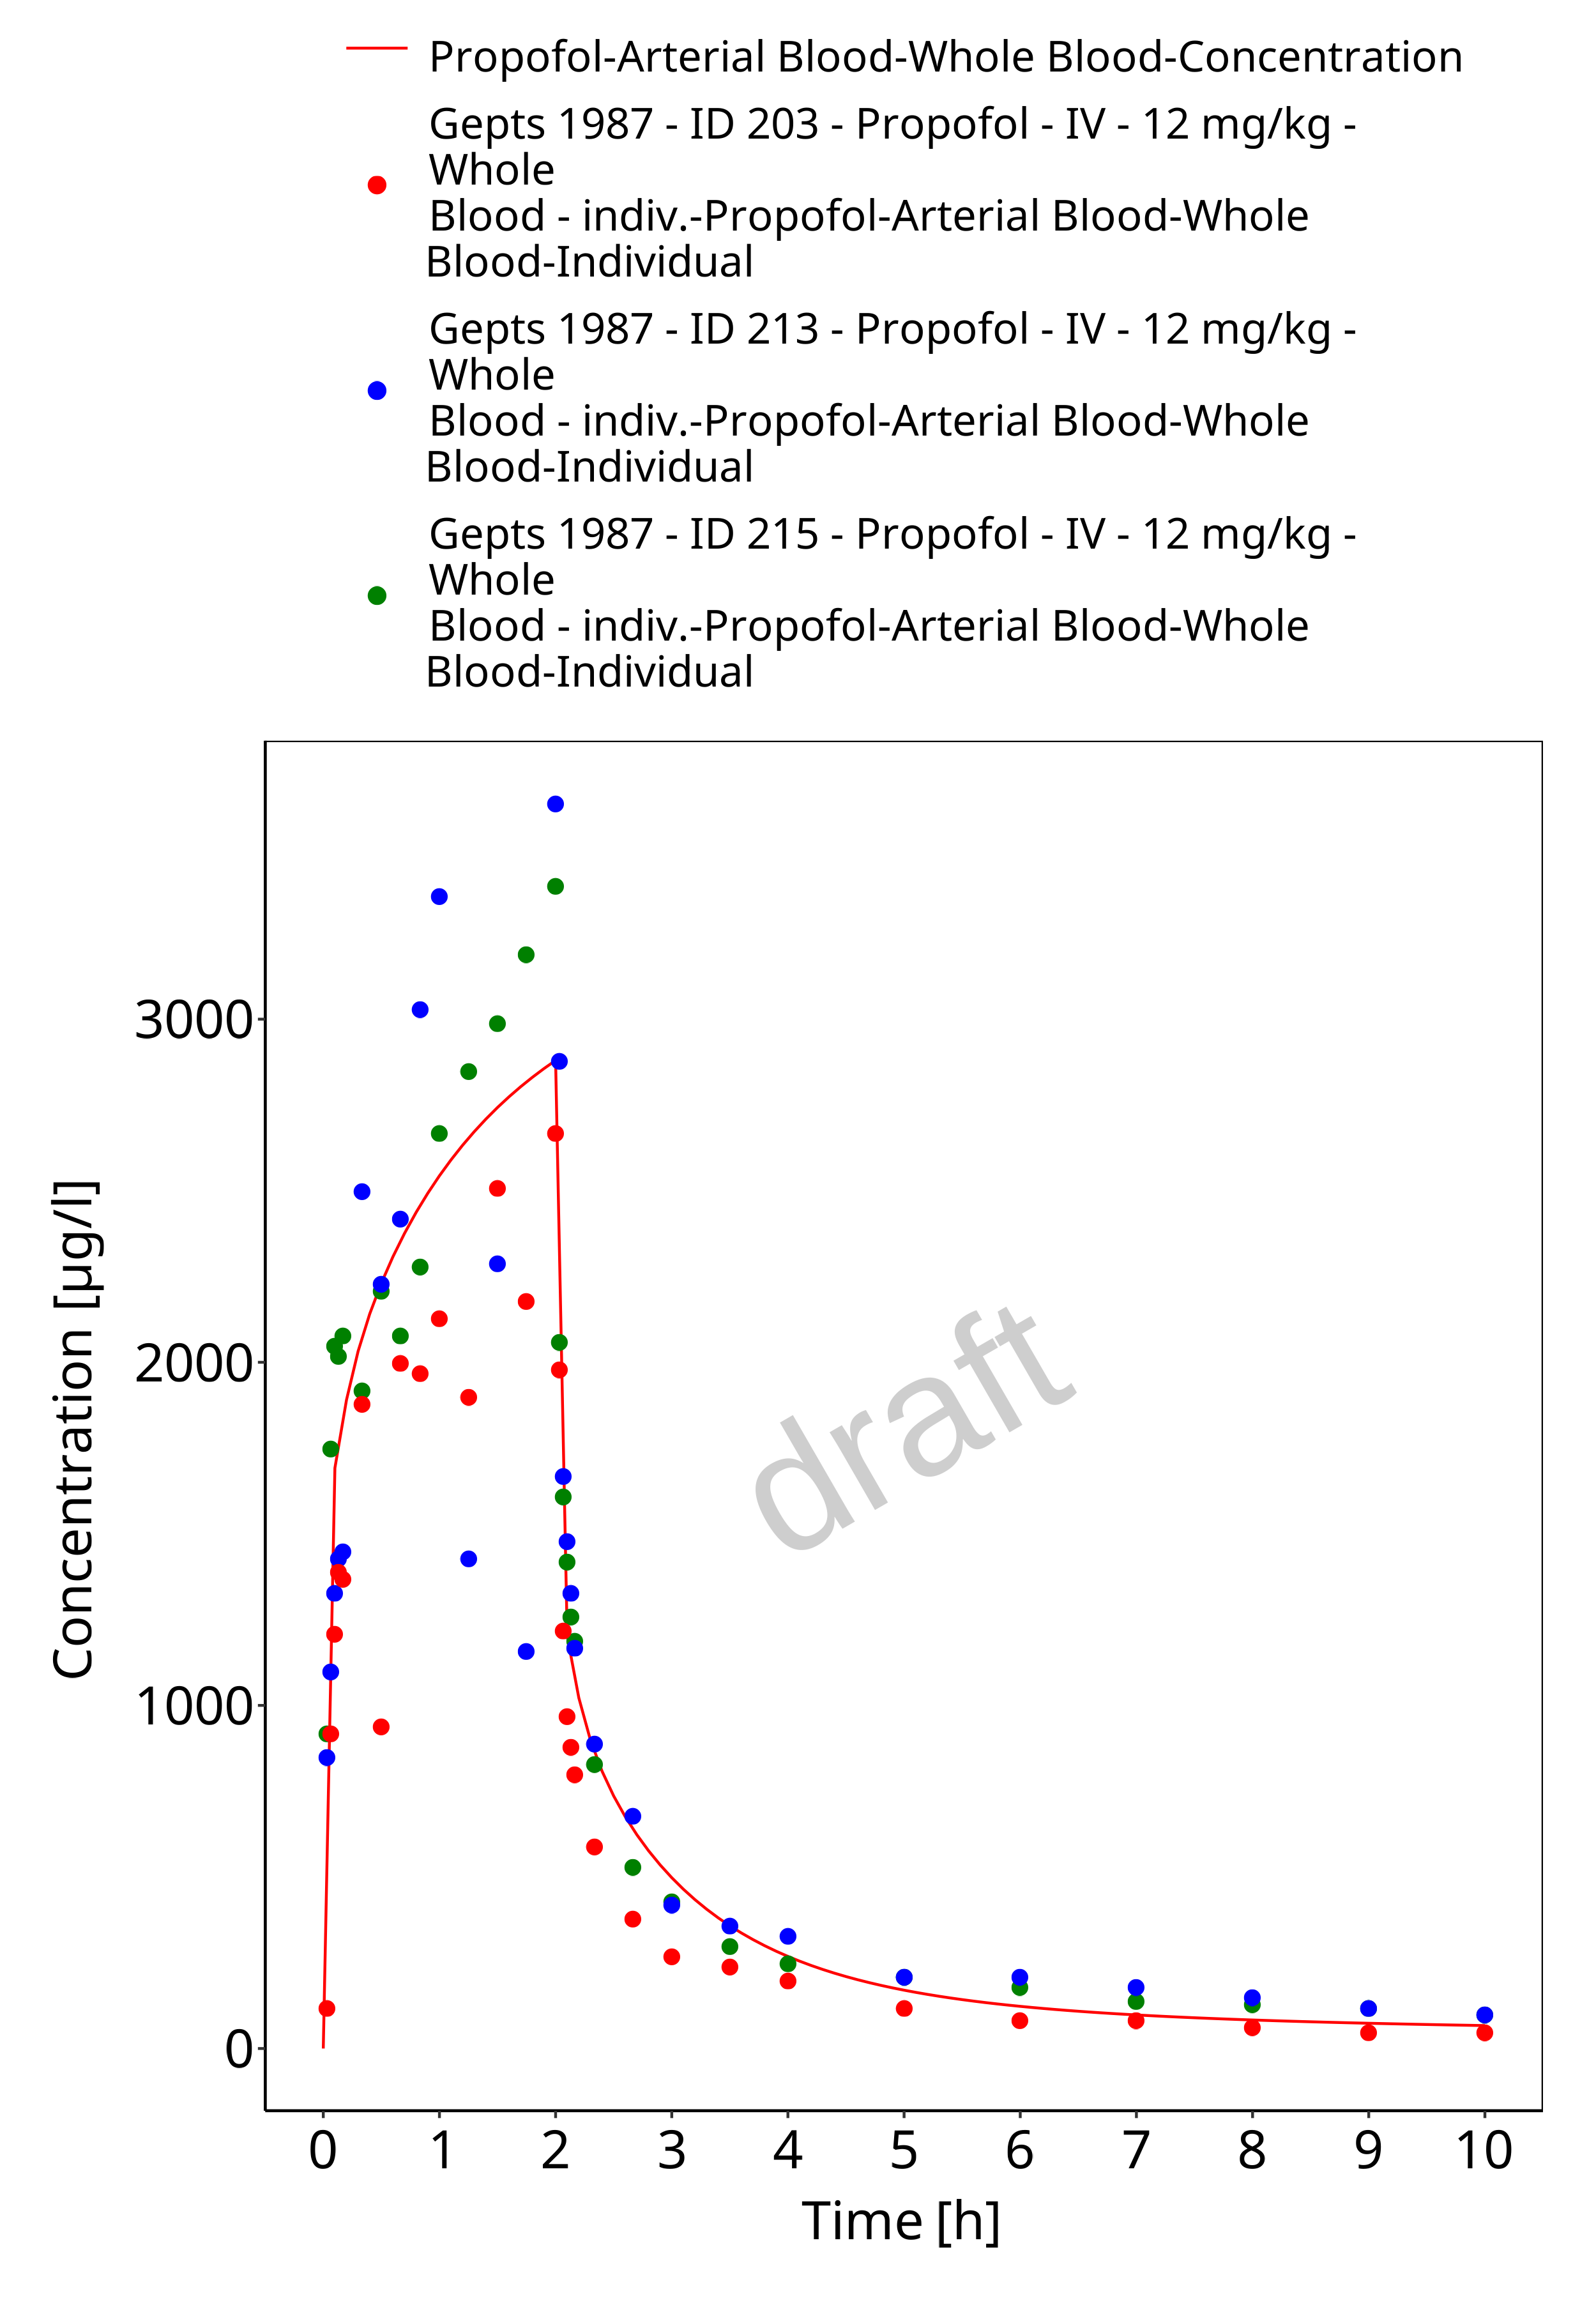 Propofol-Arterial Blood-Whole Blood-Concentration
Gepts 1987 - ID 203 - Propofol - IV - 12 mg/kg -
Whole
Blood - indiv.-Propofol-Arterial Blood-Whole
Blood-Individual
Gepts 1987 - ID 213 - Propofol - IV - 12 mg/kg -
Whole
Blood - indiv.-Propofol-Arterial Blood-Whole
Blood-Individual
Gepts 1987 - ID 215 - Propofol - IV - 12 mg/kg -
Whole
Blood - indiv.-Propofol-Arterial Blood-Whole
Blood-Individual
3000
2000
1000
0
Concentration [µg/l]
draft
0 1 2 3 4 5 6 7 8 9 10
Time [h]